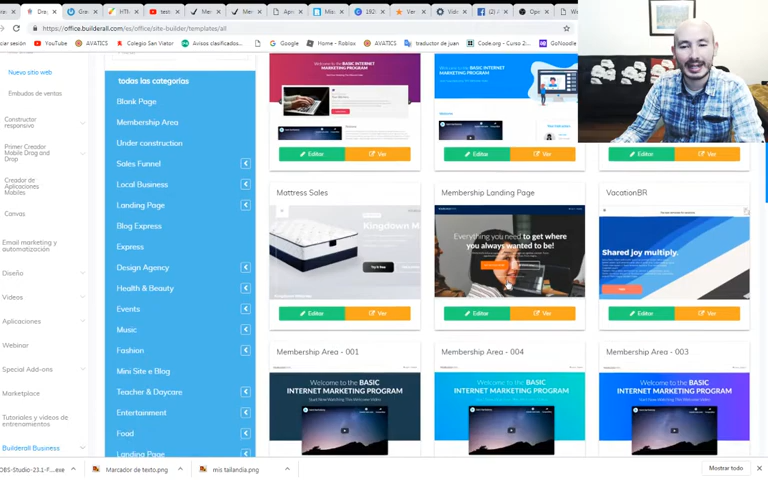 ciar sesión
https://office.builderall.com/es/office/site-builder/templates/all
YouTube
AVATICS
Colegio San Viator
Avisos clasificados...
Google
Home - Roblox
AVATICS
traductor de juan
Code.org - Curso 2:
GoNoodle
Nuevo sitio web
Embudos de ventas
Constructor
responsivo
Primer Creador
Mobile Drag and
Drop
Creador de
Aplicaciones
Mobiles
Canvas
Email marketing y
automatización
Diseño
Videos
Aplicaciones
Webinar
Special Add-ons
Marketplace
Tutoriales y videos de
entrenamientos
Builderall Business
todas las categorias
Blank Page
Membership Area
Under construction
Sales Funnel
Local Business
Landing Page
Blog Express
Express
Design Agency
Health & Beauty
Events
Music
Fashion
Mini Site e Blog
Teacher & Daycare
Entertainment
Food
Landing Page
Welcome to the BASIC INTERNET
MARKETING PROGRAM
Editor
Ver
Editor
Ver
Mattress Sales
Membership Landing Page
VacationBR
Kingdown M
Everything you need to get where
you always wanted to be!
Shared joy multiply.
Editor
Ver
Editor
Ver
Editor
Ver
Membership Area - 001
Membership Area - 004
Membership Area - 003
Welcome to the BASIC
INTERNET MARKETING PROGRAM
Welcome to the BASIC
INTERNET MARKETING PROGRAM
Welcome to the BASIC
INTERNET MARKETING PROGRAM
OBS-Studio-23.1-F....exe
Marcador de texto.png
mis tailandia.png
Mostrar todo